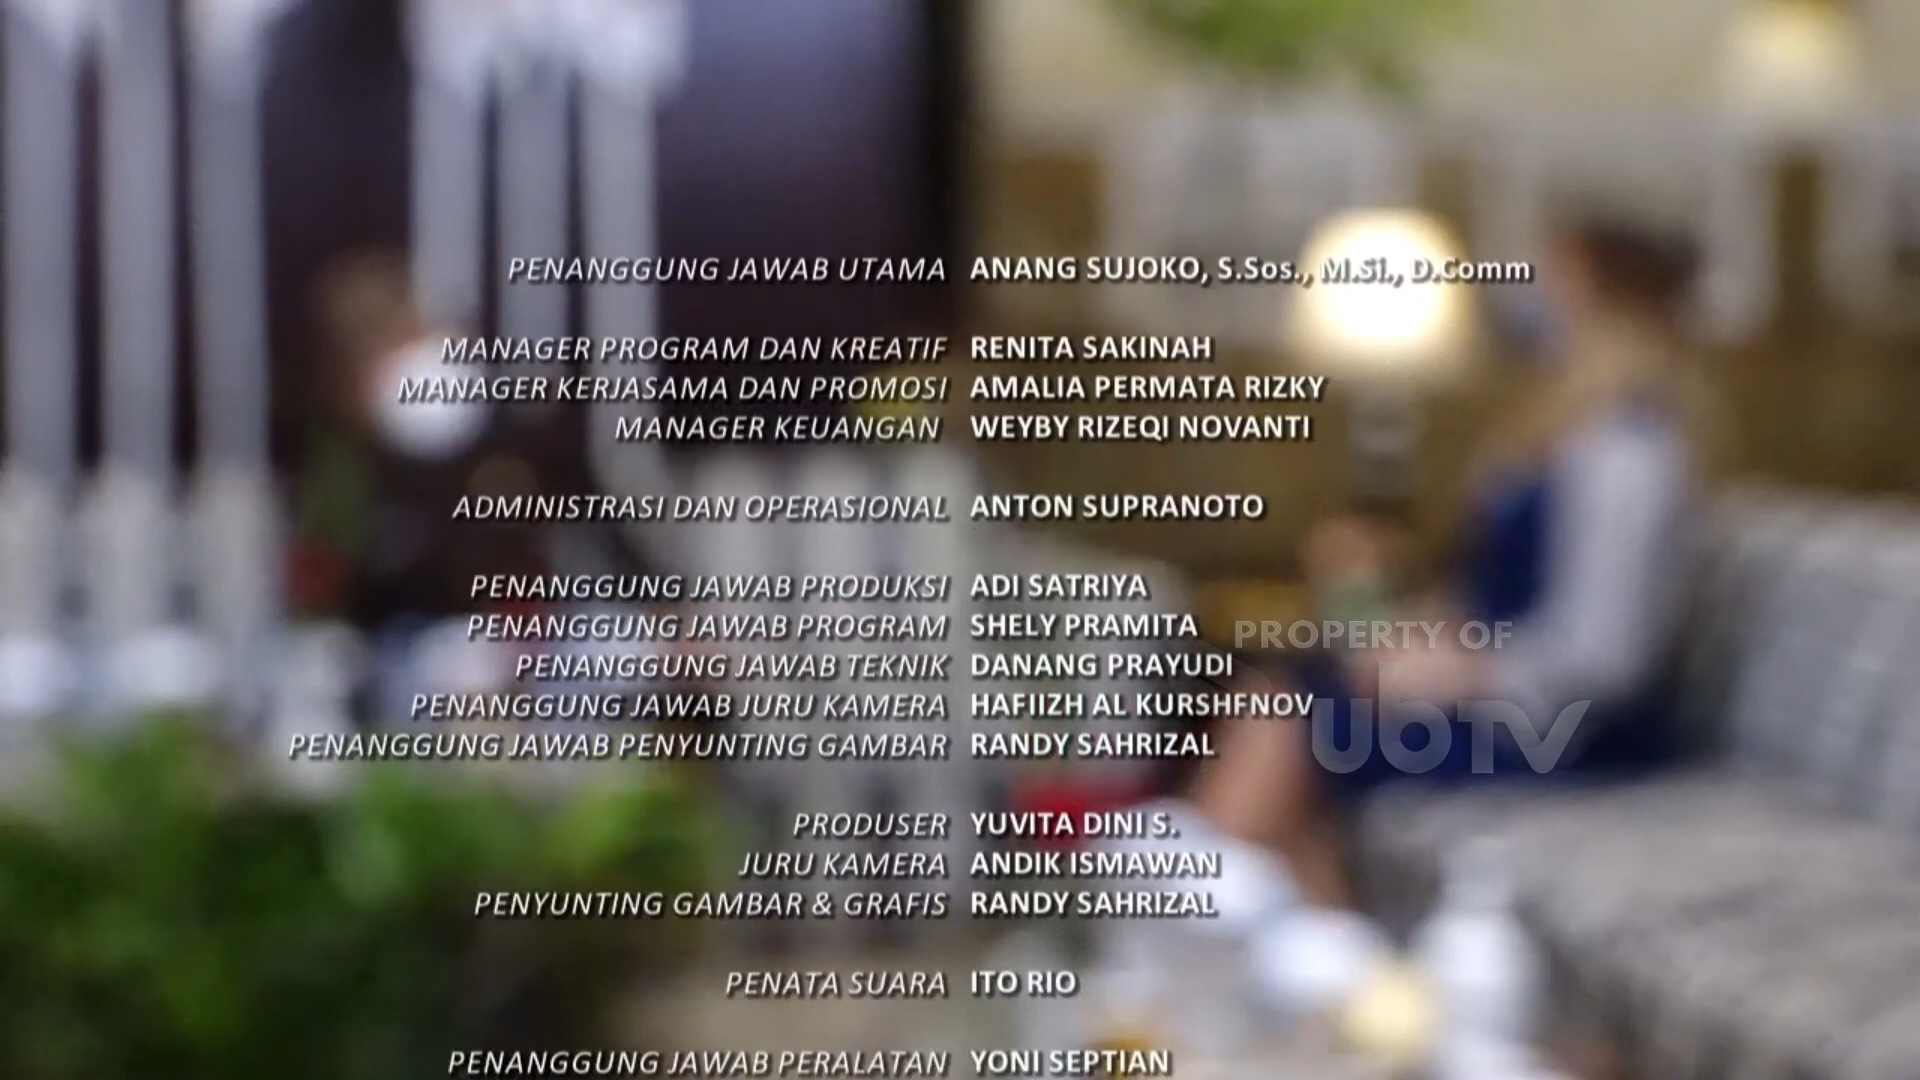 PENANGGUNG JAWAB UTAMA ANANG SUJOKO, S.Sos., M.Si., D.Comm
MANAGER PROGRAM DAN KREATIF RENITA SAKINAH
MANAGER KERJASAMA DAN PROMOSI AMALIA PERMATA RIZKY
MANAGER KEUANGAN WEYBY RIZEQI NOVANTI
ADMINISTRASI DAN OPERASIONAL ANTON SUPRANOTO
PENANGGUNG JAWAB PRODUKSI ADI SATRIYA
PENANGGUNG JAWAB PROGRAM SHELY PRAMITA
PENANGGUNG JAWAB TEKNIK DANANG PRAYUDI
PENANGGUNG JAWAB JURU KAMERA HAFIIZH AL KURSHFNOV
PENANGGUNG JAWAB PENYUNTING GAMBAR RANDY SAHRIZAL
PROPERTY OF
UBTV
PRODUSER YUVITA DINI S.
JURU KAMERA ANDIK ISMAWAN
PENYUNTING GAMBAR & GRAFIS RANDY SAHRIZAL
PENATA SUARA ITO RIO
PENANGGUNG JAWAB PERALATAN YONI SEPTIAN